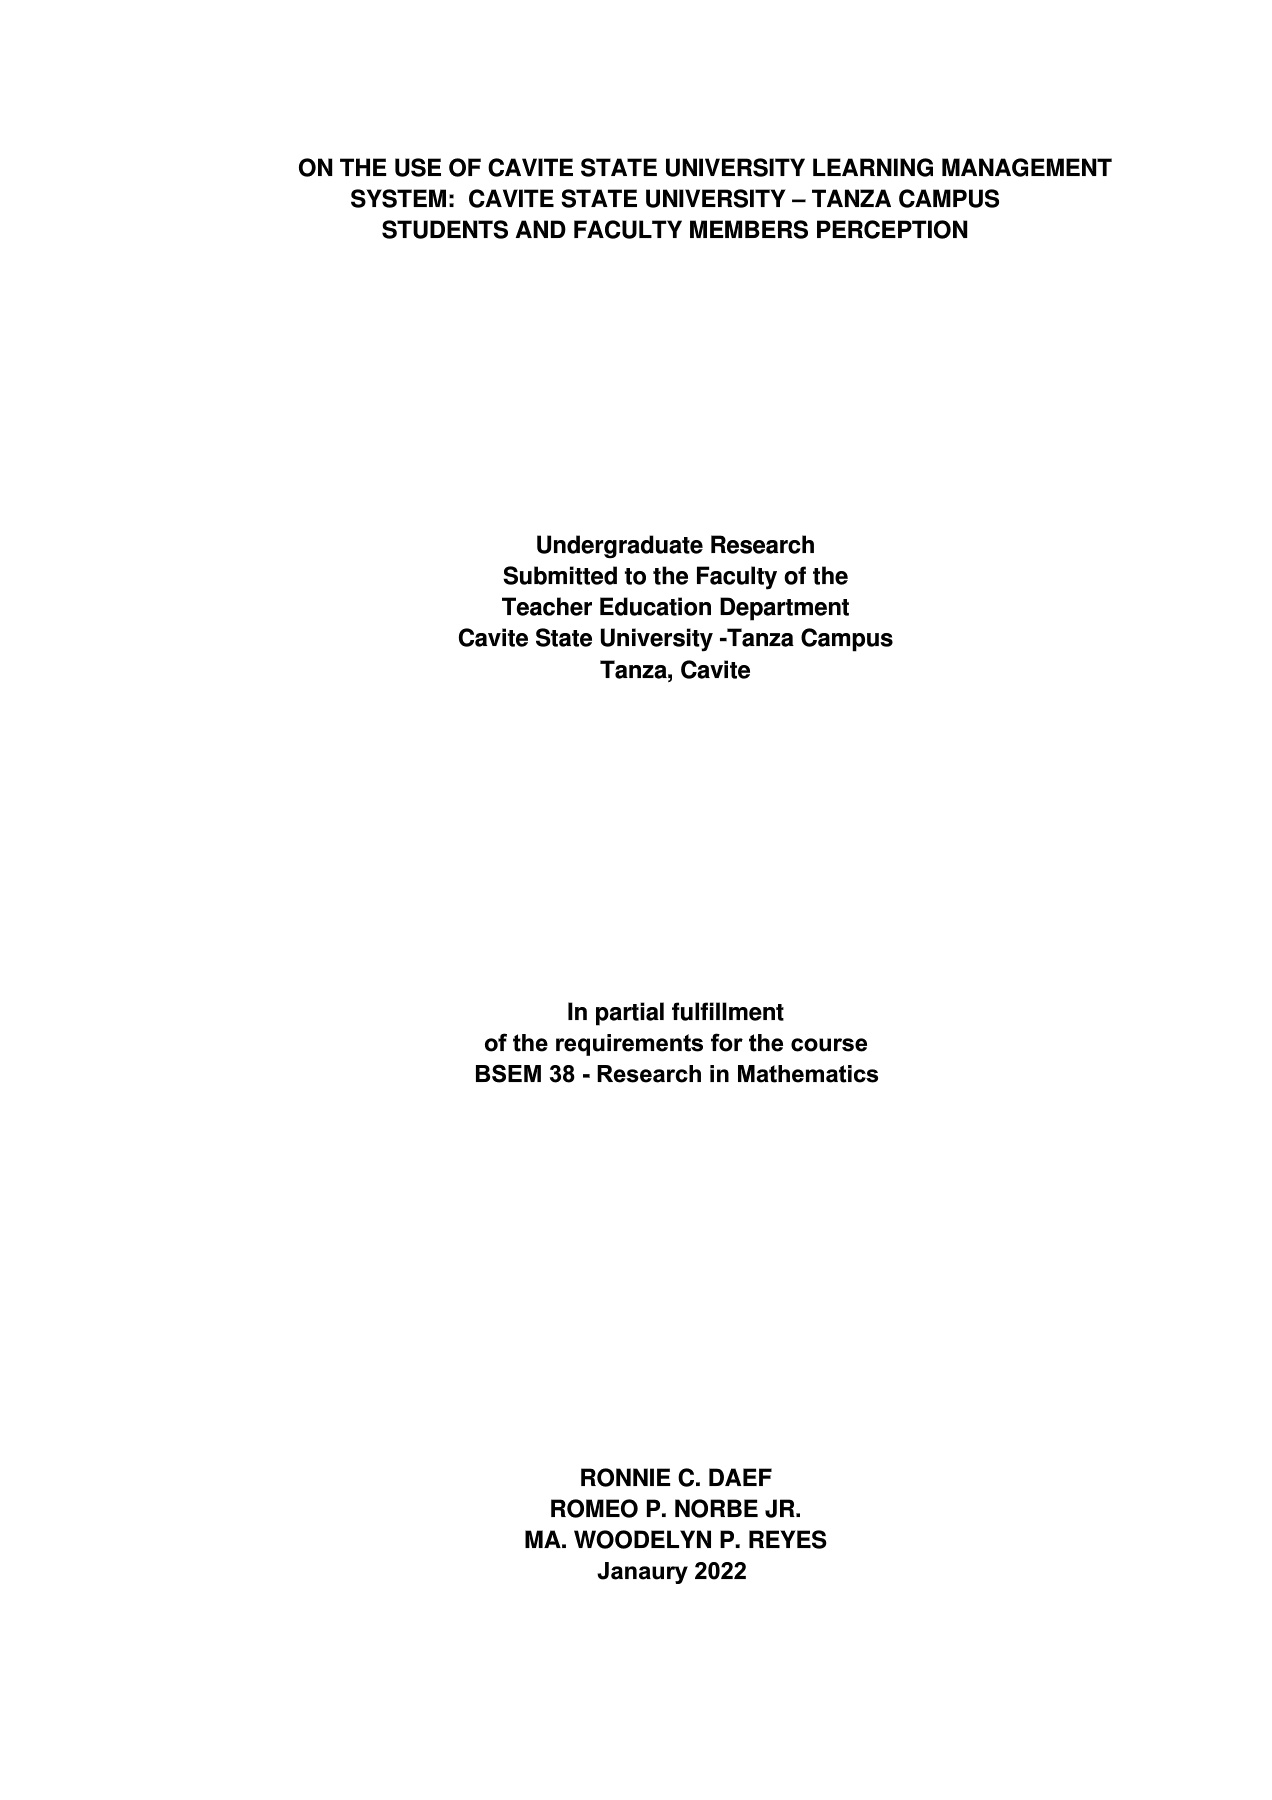 ON THE USE OF CAVITE STATE UNIVERSITY LEARNING MANAGEMENT
SYSTEM:  CAVITE STATE UNIVERSITY – TANZA CAMPUS
STUDENTS AND FACULTY MEMBERS PERCEPTION
Undergraduate Research
Submitted to the Faculty of the
Teacher Education Department
Cavite State University -Tanza Campus
Tanza, Cavite
In partial fulfillment
of the requirements for the course
BSEM 38 - Research in Mathematics
RONNIE C. DAEF
ROMEO P. NORBE JR.
MA. WOODELYN P. REYES
Janaury 2022